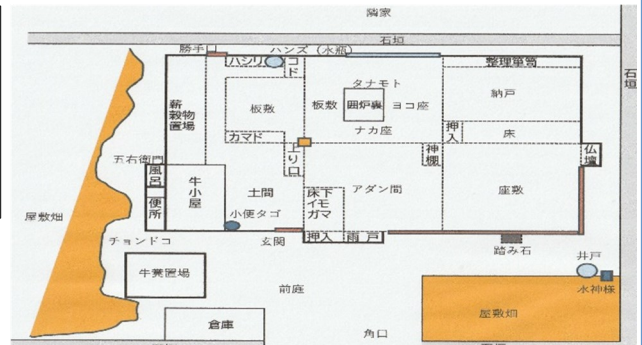 隣家
石垣
勝手口
ハンズ（水瓶）
石垣
ハシリ
コド
整理箪笥
タナモト
納戸
薪穀物置場
板敷
板敷
囲炉裏
ヨコ座
カマド
上り口
ナカ座
押入
床
五右衛門
風呂
牛小屋
神棚
仏壇
便所
土間
床下イモガマ
アダン間
座敷
屋敷畑
小便タゴ
チョンドコ
玄関
押入
雨戸
踏み石
井戸
牛糞置場
前庭
水神様
倉庫
角口
屋敷畑